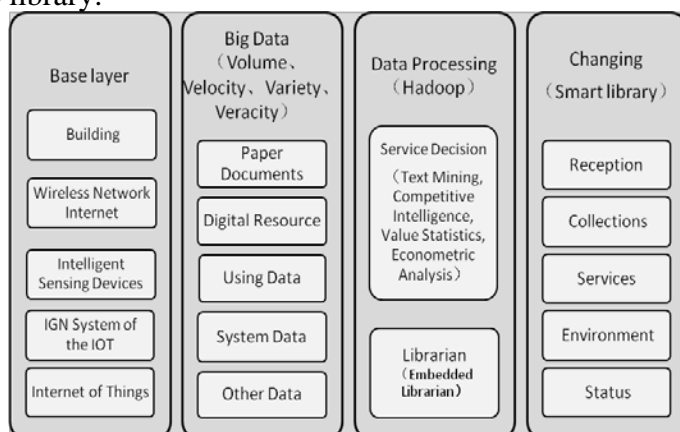 library.
Base layer
Building
Wireless Network
Internet
Intelligent
Sensing Devices
IGN System of
the IOT
Internet of Things
Big Data
（Volume、
Velocity、Variety、
Veracity）
Paper
Documents
Digital Resource
Using Data
System Data
Other Data
Data Processing
（Hadoop）
Service Decision
（Text Mining,
Competitive
Intelligence,
Value Statistics,
Econometric
Analysis）
Librarian
（Embedded
Librarian）
Changing
（Smart library）
Reception
Collections
Services
Environment
Status